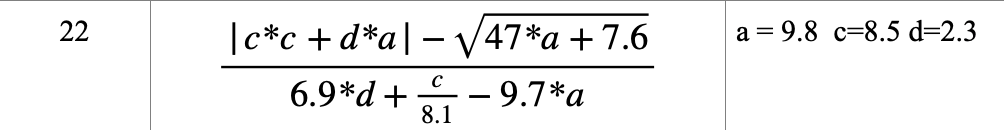 22
|c*c + d*a| − √47*a + 7.6
6.9*d + c/8.1 − 9.7*a
a = 9.8 c=8.5 d=2.3